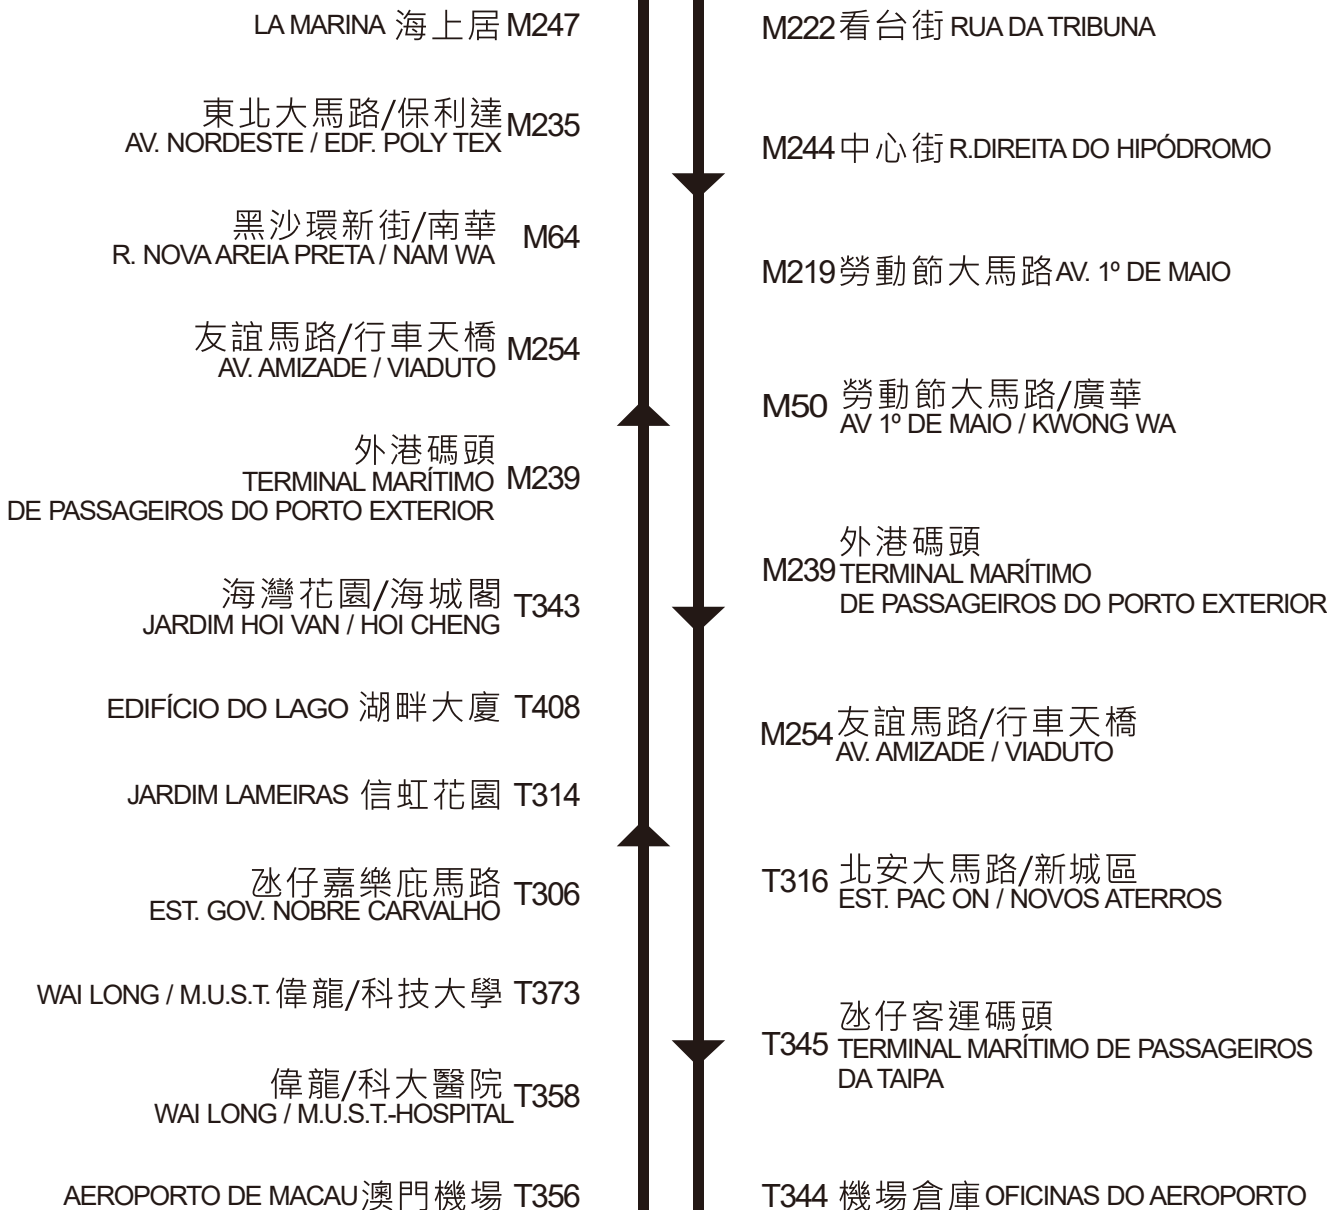 LA MARINA 海上居 M247
東北大馬路/保利達
AV. NORDESTE / EDF. POLY TEX
M235
黑沙環新街/南華
R. NOVA AREIA PRETA / NAM WA
M64
友誼馬路/行車天橋
AV. AMIZADE / VIADUTO
M254
外港碼頭
TERMINAL MARÍTIMO
DE PASSAGEIROS DO PORTO EXTERIOR
M239
海灣花園/海城閣
JARDIM HOI VAN / HOI CHENG
T343
EDIFÍCIO DO LAGO 湖畔大廈 T408
JARDIM LAMEIRAS 信虹花園 T314
氹仔嘉樂庇馬路
EST. GOV. NOBRE CARVALHO
T306
WAI LONG / M.U.S.T. 偉龍/科技大學 T373
偉龍/科大醫院
WAI LONG / M.U.S.T.-HOSPITAL
T358
AEROPORTO DE MACAU 澳門機場 T356
M222 看台街 RUA DA TRIBUNA
M244 中心街 R.DIREITA DO HIPÓDROMO
M219 勞動節大馬路 AV. 1º DE MAIO
M50
勞動節大馬路/廣華
AV 1º DE MAIO / KWONG WA
M239
外港碼頭
TERMINAL MARÍTIMO
DE PASSAGEIROS DO PORTO EXTERIOR
M254
友誼馬路/行車天橋
AV. AMIZADE / VIADUTO
T316
北安大馬路/新城區
EST. PAC ON / NOVOS ATERROS
T345
氹仔客運碼頭
TERMINAL MARÍTIMO DE PASSAGEIROS
DA TAIPA
T344 機場倉庫 OFICINAS DO AEROPORTO